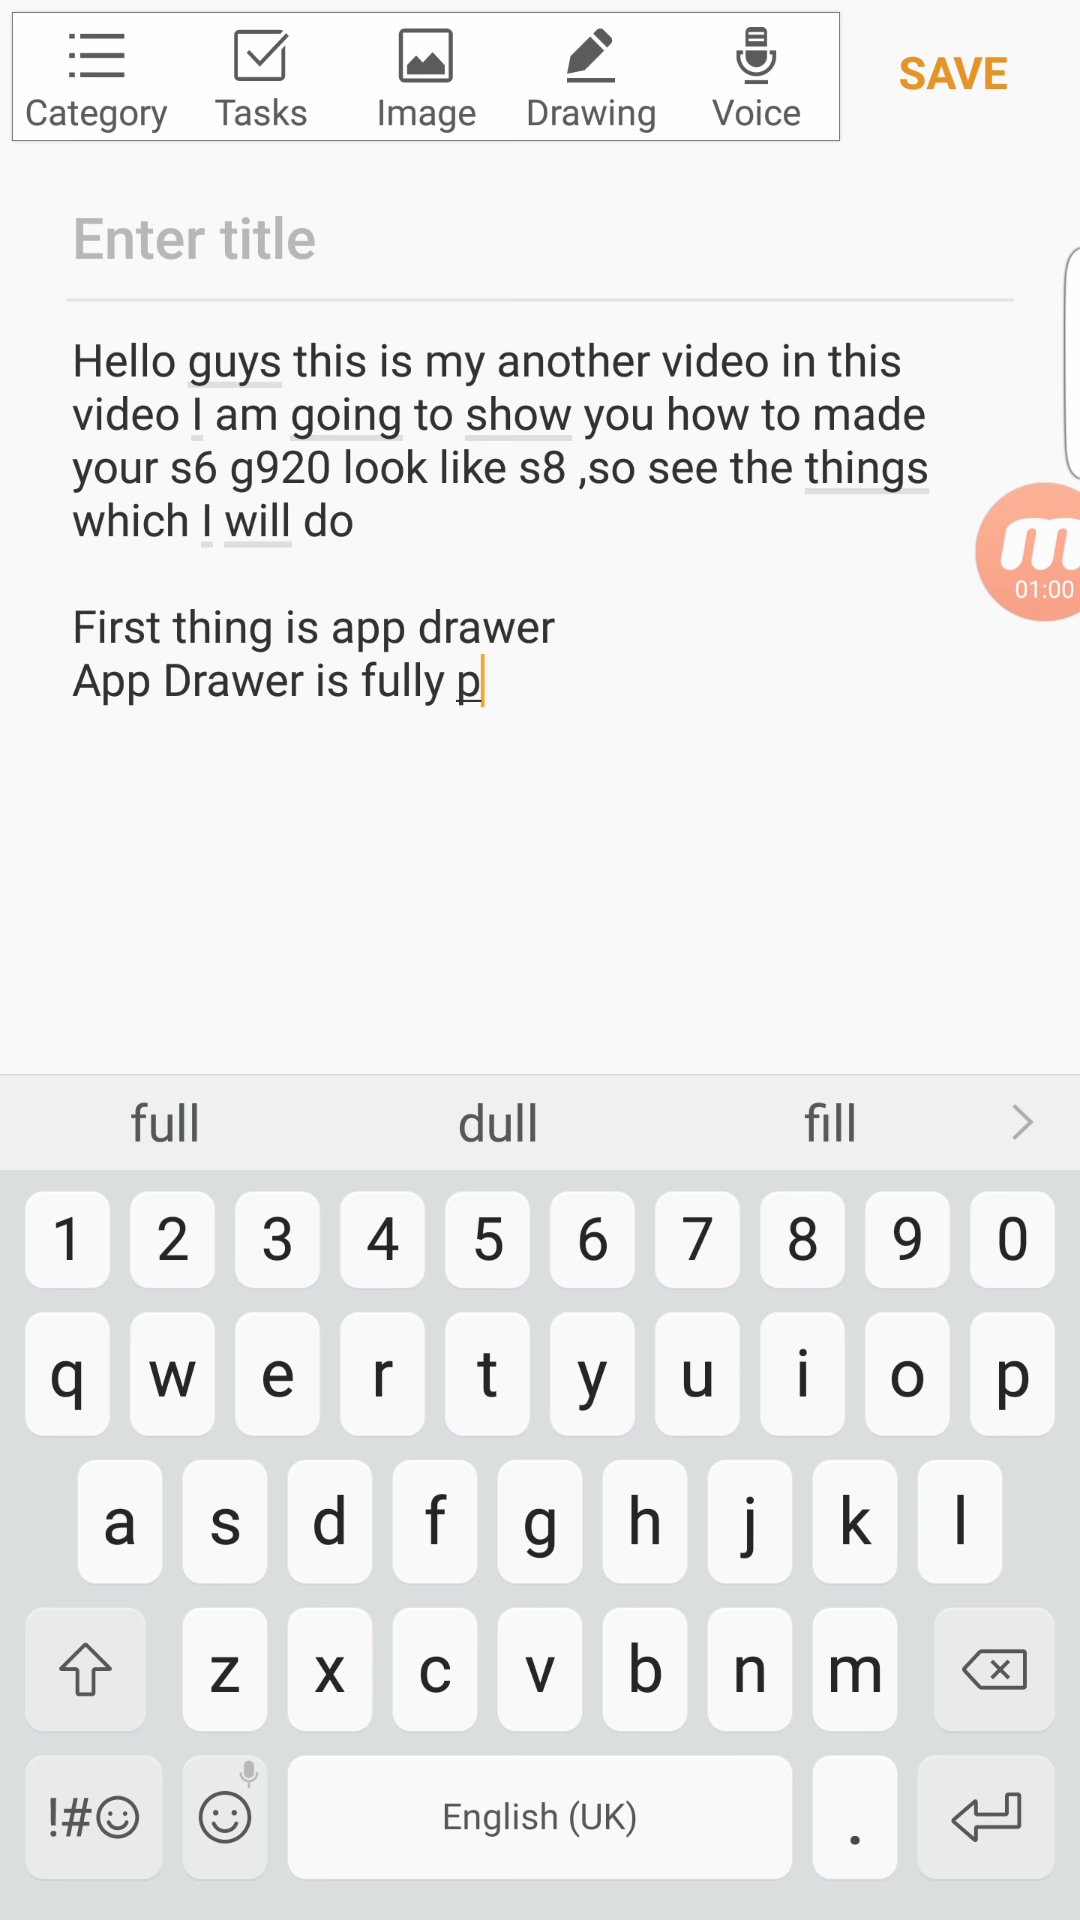 Category Tasks Image Drawing Voice
SAVE
Enter title
Hello guys this is my another video in this
video I am going to show you how to made
your s6 g920 look like s8 ,so see the things
which I will do
First thing is app drawer
App Drawer is fully p
m
01:00
full dull fill
1 2 3 4 5 6 7 8 9 0
q w e r t y u i o p
a s d f g h j k l
z x c v b n m
!#☺ English (UK) .